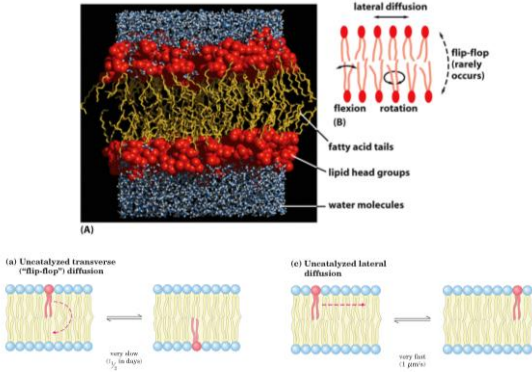 lateral diffusion
flip-flop
(rarely
occurs)
flexion
rotation
(B)
fatty acid tails
lipid head groups
water molecules
(A)
(a) Uncatalyzed transverse
("flip-flop") diffusion
very slow
(t1/2 in days)
(c) Uncatalyzed lateral
diffusion
very fast
(1 μm/s)